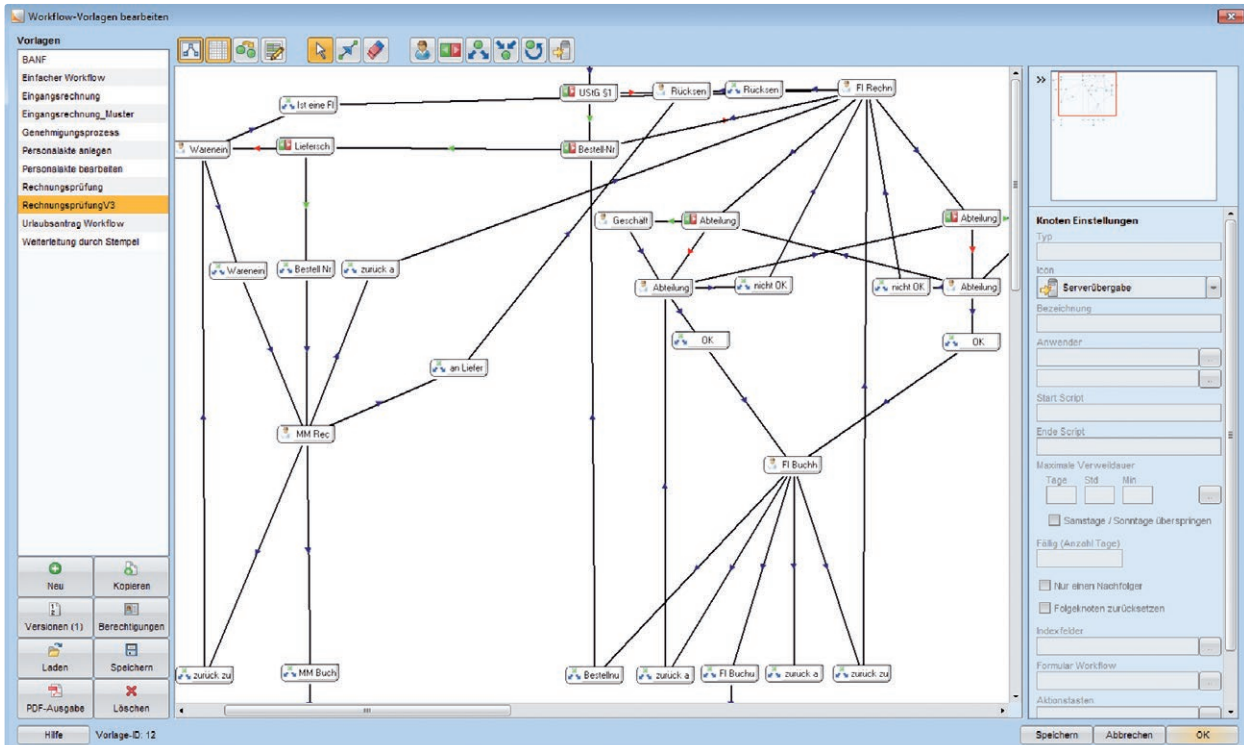 Workflow-Vorlagen bearbeiten
Vorlagen
BANF
Einfacher Workflow
Eingangsrechnung
Eingangsrechnung_Muster
Genehmigungsprozess
Personalakte anlegen
Personalakte bearbeiten
Rechnungsprüfung
RechnungsprüfungV3
Urlaubsantrag Workflow
Weiterleitung durch Stempel
Neu
Kopieren
Versionen (1)
Berechtigungen
Laden
Speichern
PDF-Ausgabe
Löschen
Hilfe
Vorlage-ID: 12
UStG §1
Rücksen
Rücksen
FI Rechn
Ist eine FI
Warenein
Liefersch
Bestell-Nr
Geschäft
Abteilung
Abteilung
Warenein
Bestell Nr
zurück a
Abteilung
nicht OK
nicht OK
Abteilung
OK
OK
an Liefer
MM Rec
FI Buchh
zurück zu
MM Buch
Bestellnu
zurück a
FI Buchu
zurück a
zurück zu
»
Knoten Einstellungen
Typ
Icon
Serverübergabe
Bezeichnung
Anwender
...
...
Start Script
Ende Script
Maximale Verweildauer
Tage Std Min
...
Samstage / Sonntage überspringen
Fällig (Anzahl Tage)
Nur einen Nachfolger
Folgeknoten zurücksetzen
Indexfelder
...
Formular Workflow
...
Aktionstasten
Speichern
Abbrechen
OK